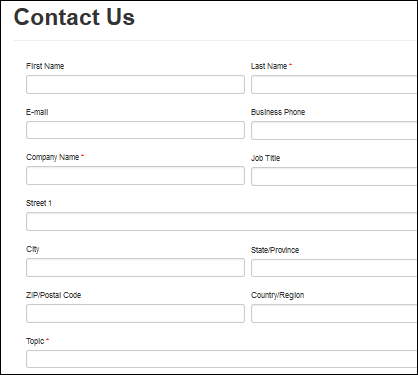 Contact Us
First Name
Last Name *
E-mail
Business Phone
Company Name *
Job Title
Street 1
City
State/Province
ZIP/Postal Code
Country/Region
Topic *